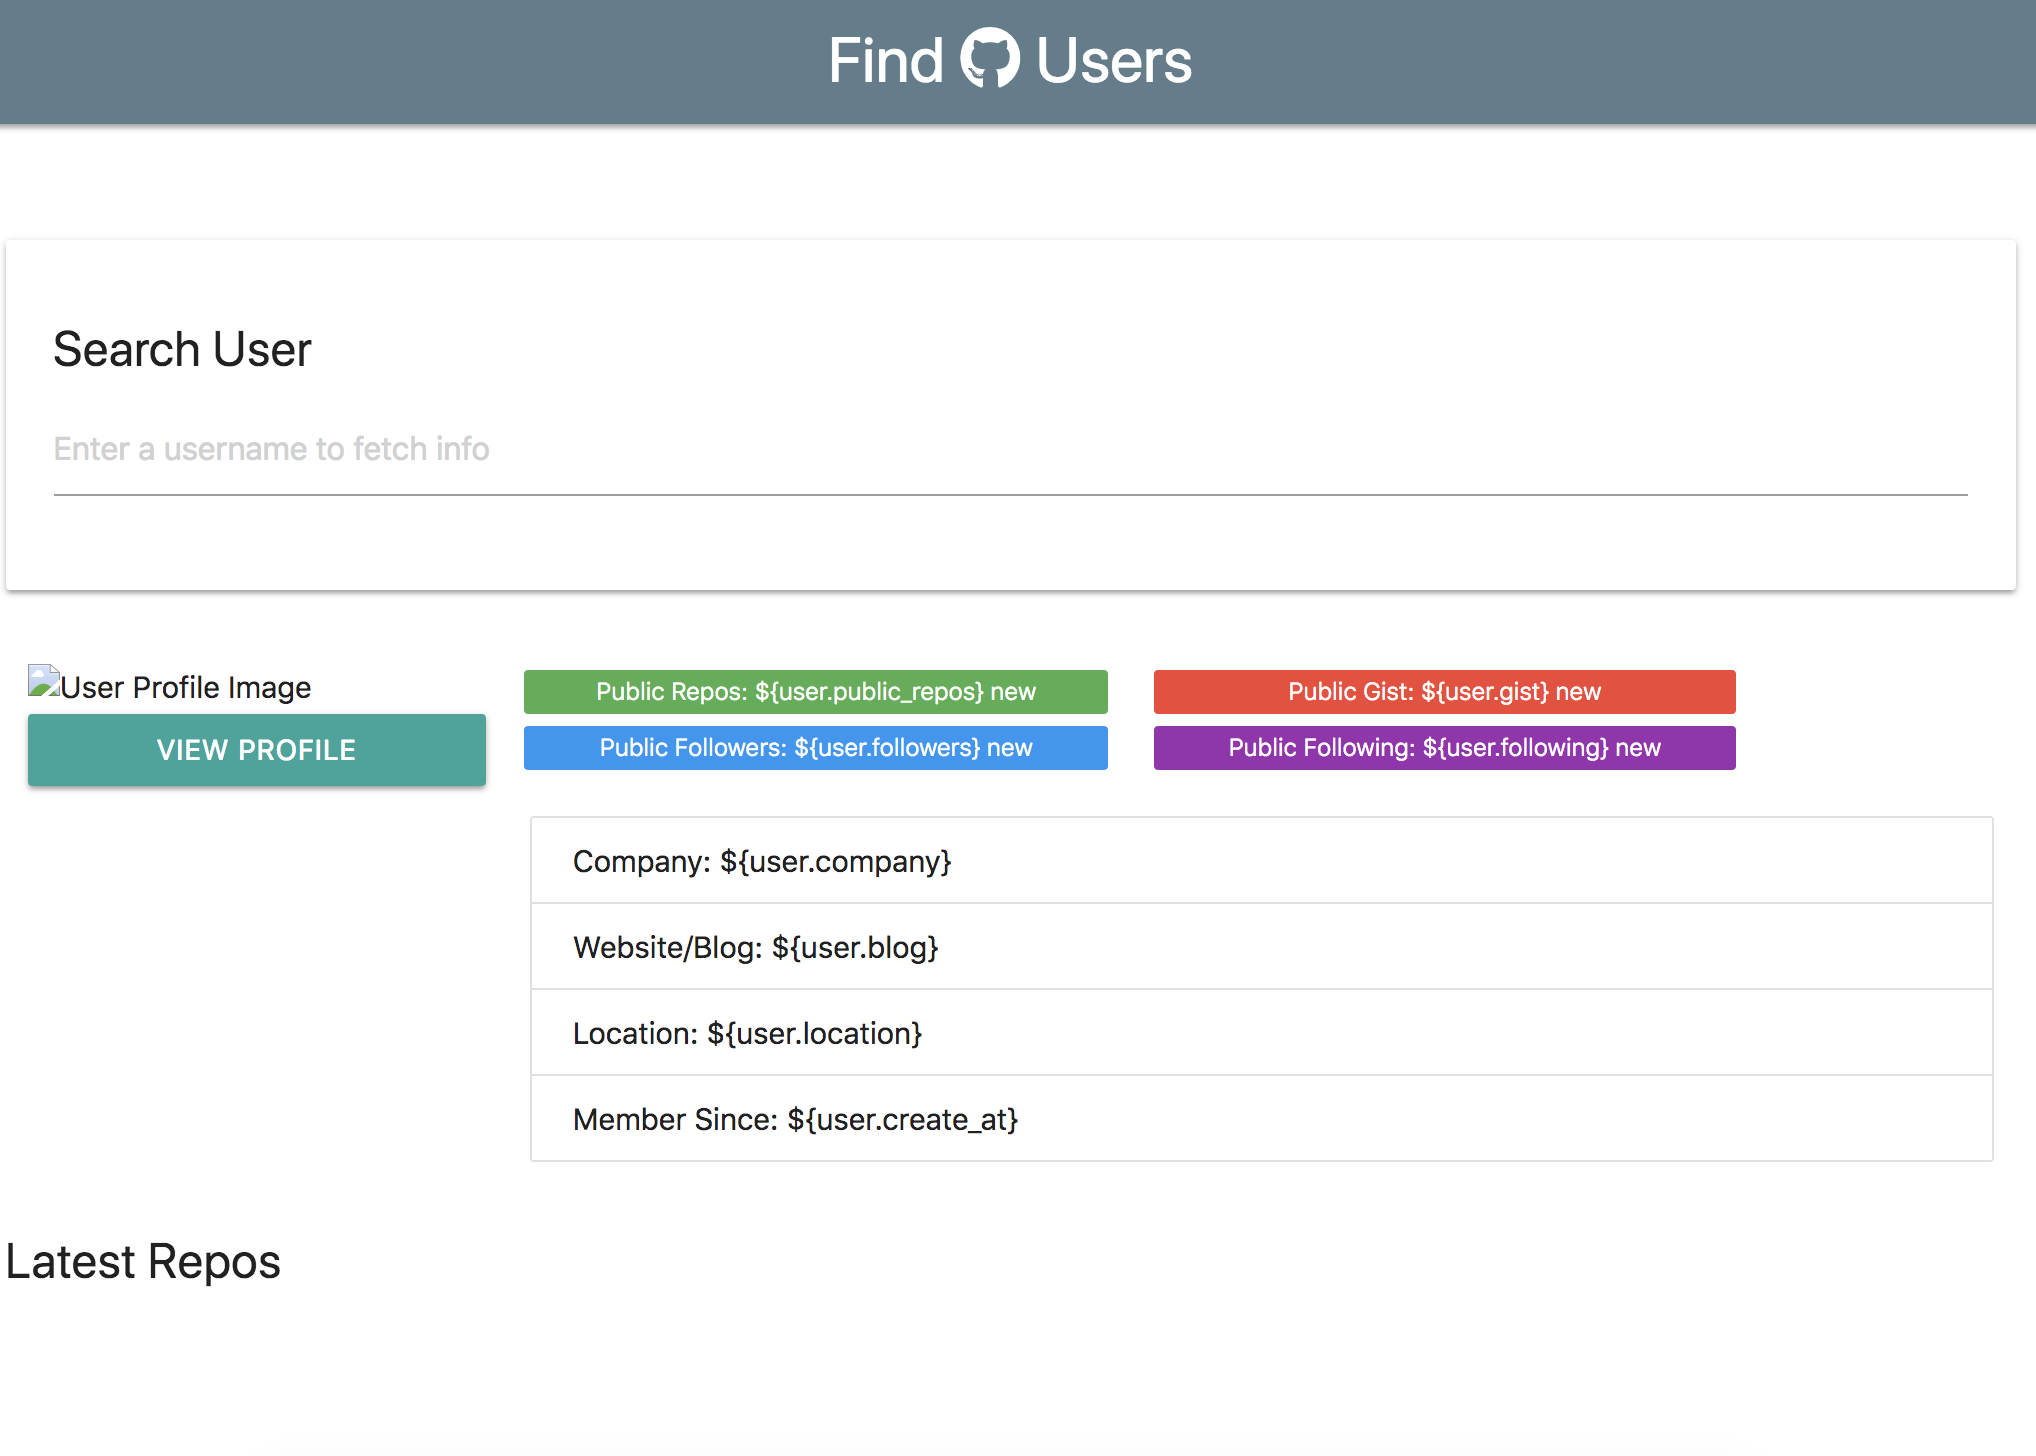 Find Users
Search User
Enter a username to fetch info
User Profile Image
VIEW PROFILE
Public Repos: ${user.public_repos} new
Public Gist: ${user.gist} new
Public Followers: ${user.followers} new
Public Following: ${user.following} new
Company: ${user.company}
Website/Blog: ${user.blog}
Location: ${user.location}
Member Since: ${user.create_at}
Latest Repos